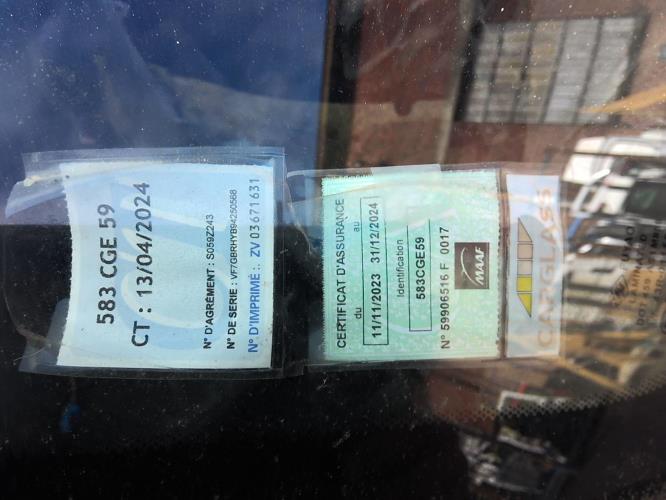 583 CGE 59
CT : 13/04/2024
N° D'AGRÉMENT : S059Z243
N° DE SERIE : VF7GBRHYB94250568
N° D'IMPRIMÉ : ZV 03671631
CERTIFICAT D'ASSURANCE
du au
11/11/2023 31/12/2024
Identification
583CGE59
N° 59906516 F 0017
MAAF
CARGLASS